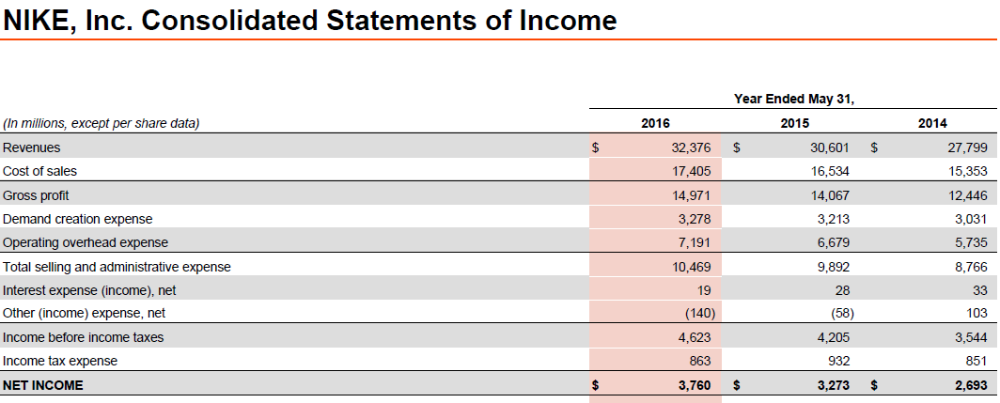 NIKE, Inc. Consolidated Statements of Income
Year Ended May 31,
(In millions, except per share data) 2016 2015 2014
Revenues $ 32,376 $ 30,601 $ 27,799
Cost of sales 17,405 16,534 15,353
Gross profit 14,971 14,067 12,446
Demand creation expense 3,278 3,213 3,031
Operating overhead expense 7,191 6,679 5,735
Total selling and administrative expense 10,469 9,892 8,766
Interest expense (income), net 19 28 33
Other (income) expense, net (140) (58) 103
Income before income taxes 4,623 4,205 3,544
Income tax expense 863 932 851
NET INCOME $ 3,760 $ 3,273 $ 2,693